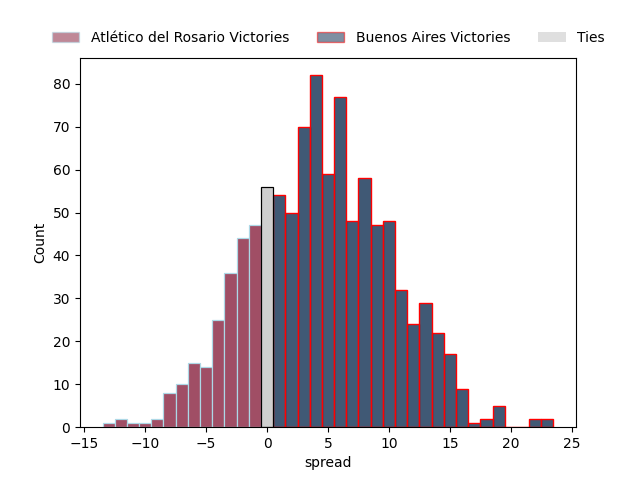 Atlético del Rosario Victories Buenos Aires Victories Ties
80
70
60
50
40
30
20
10
0
Count
−15 −10 −5 0 5 10 15 20 25
spread